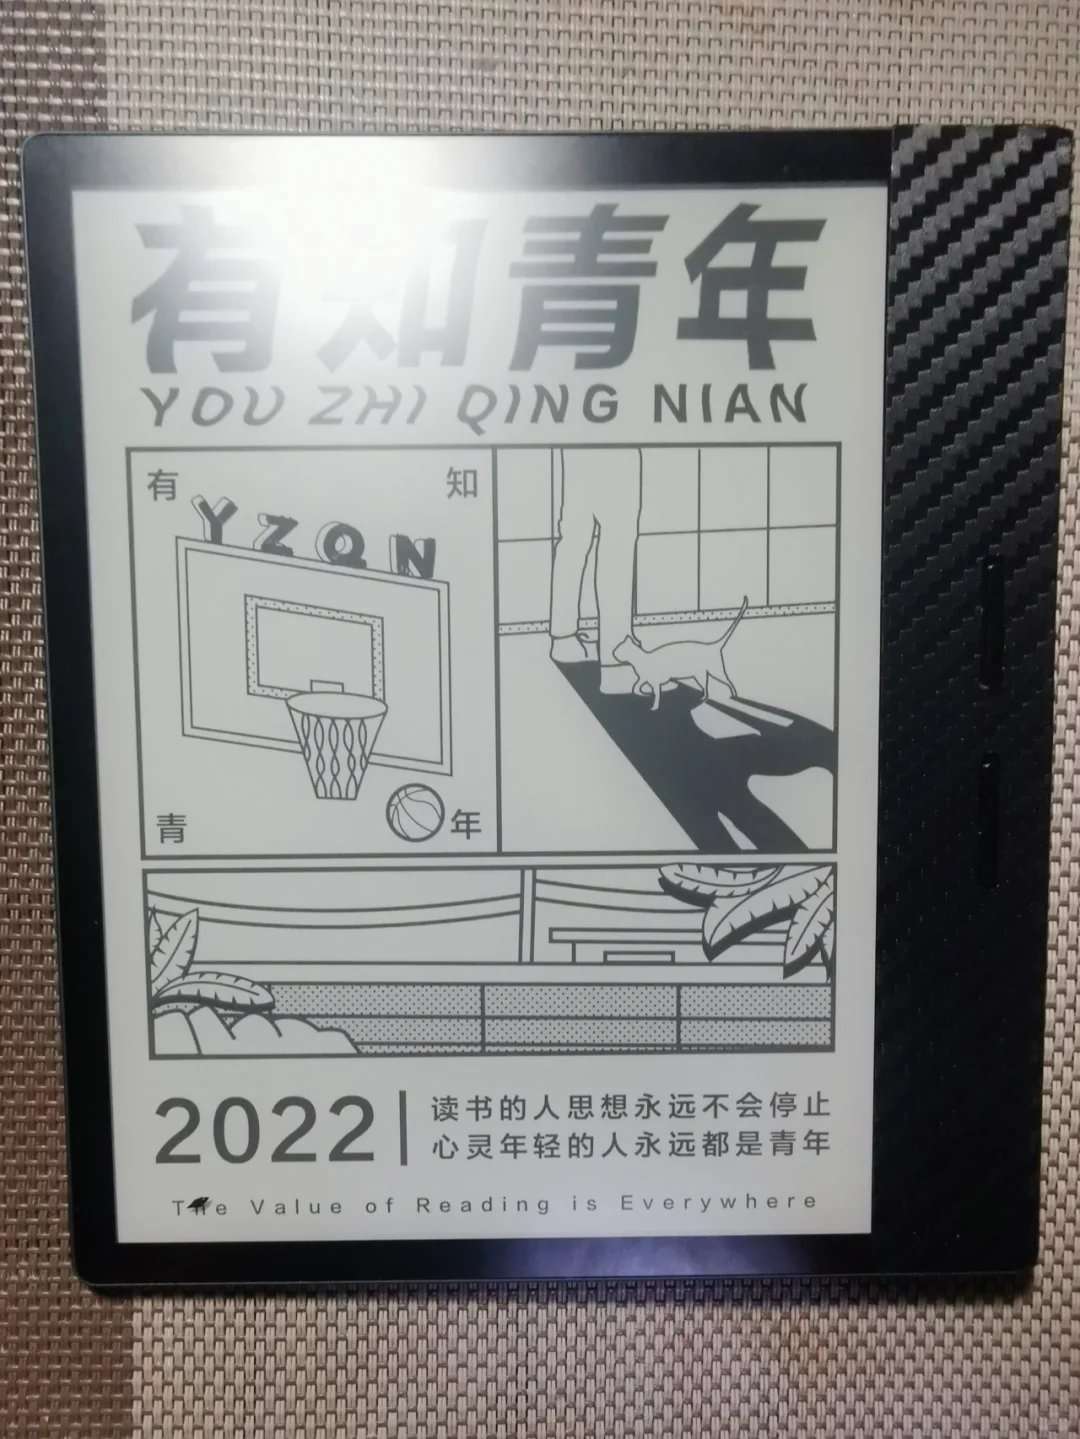 有知青年
YOU ZHI QING NIAN
有 知
YZQN
青 年
2022
读书的人思想永远不会停止
心灵年轻的人永远都是青年
The Value of Reading is Everywhere